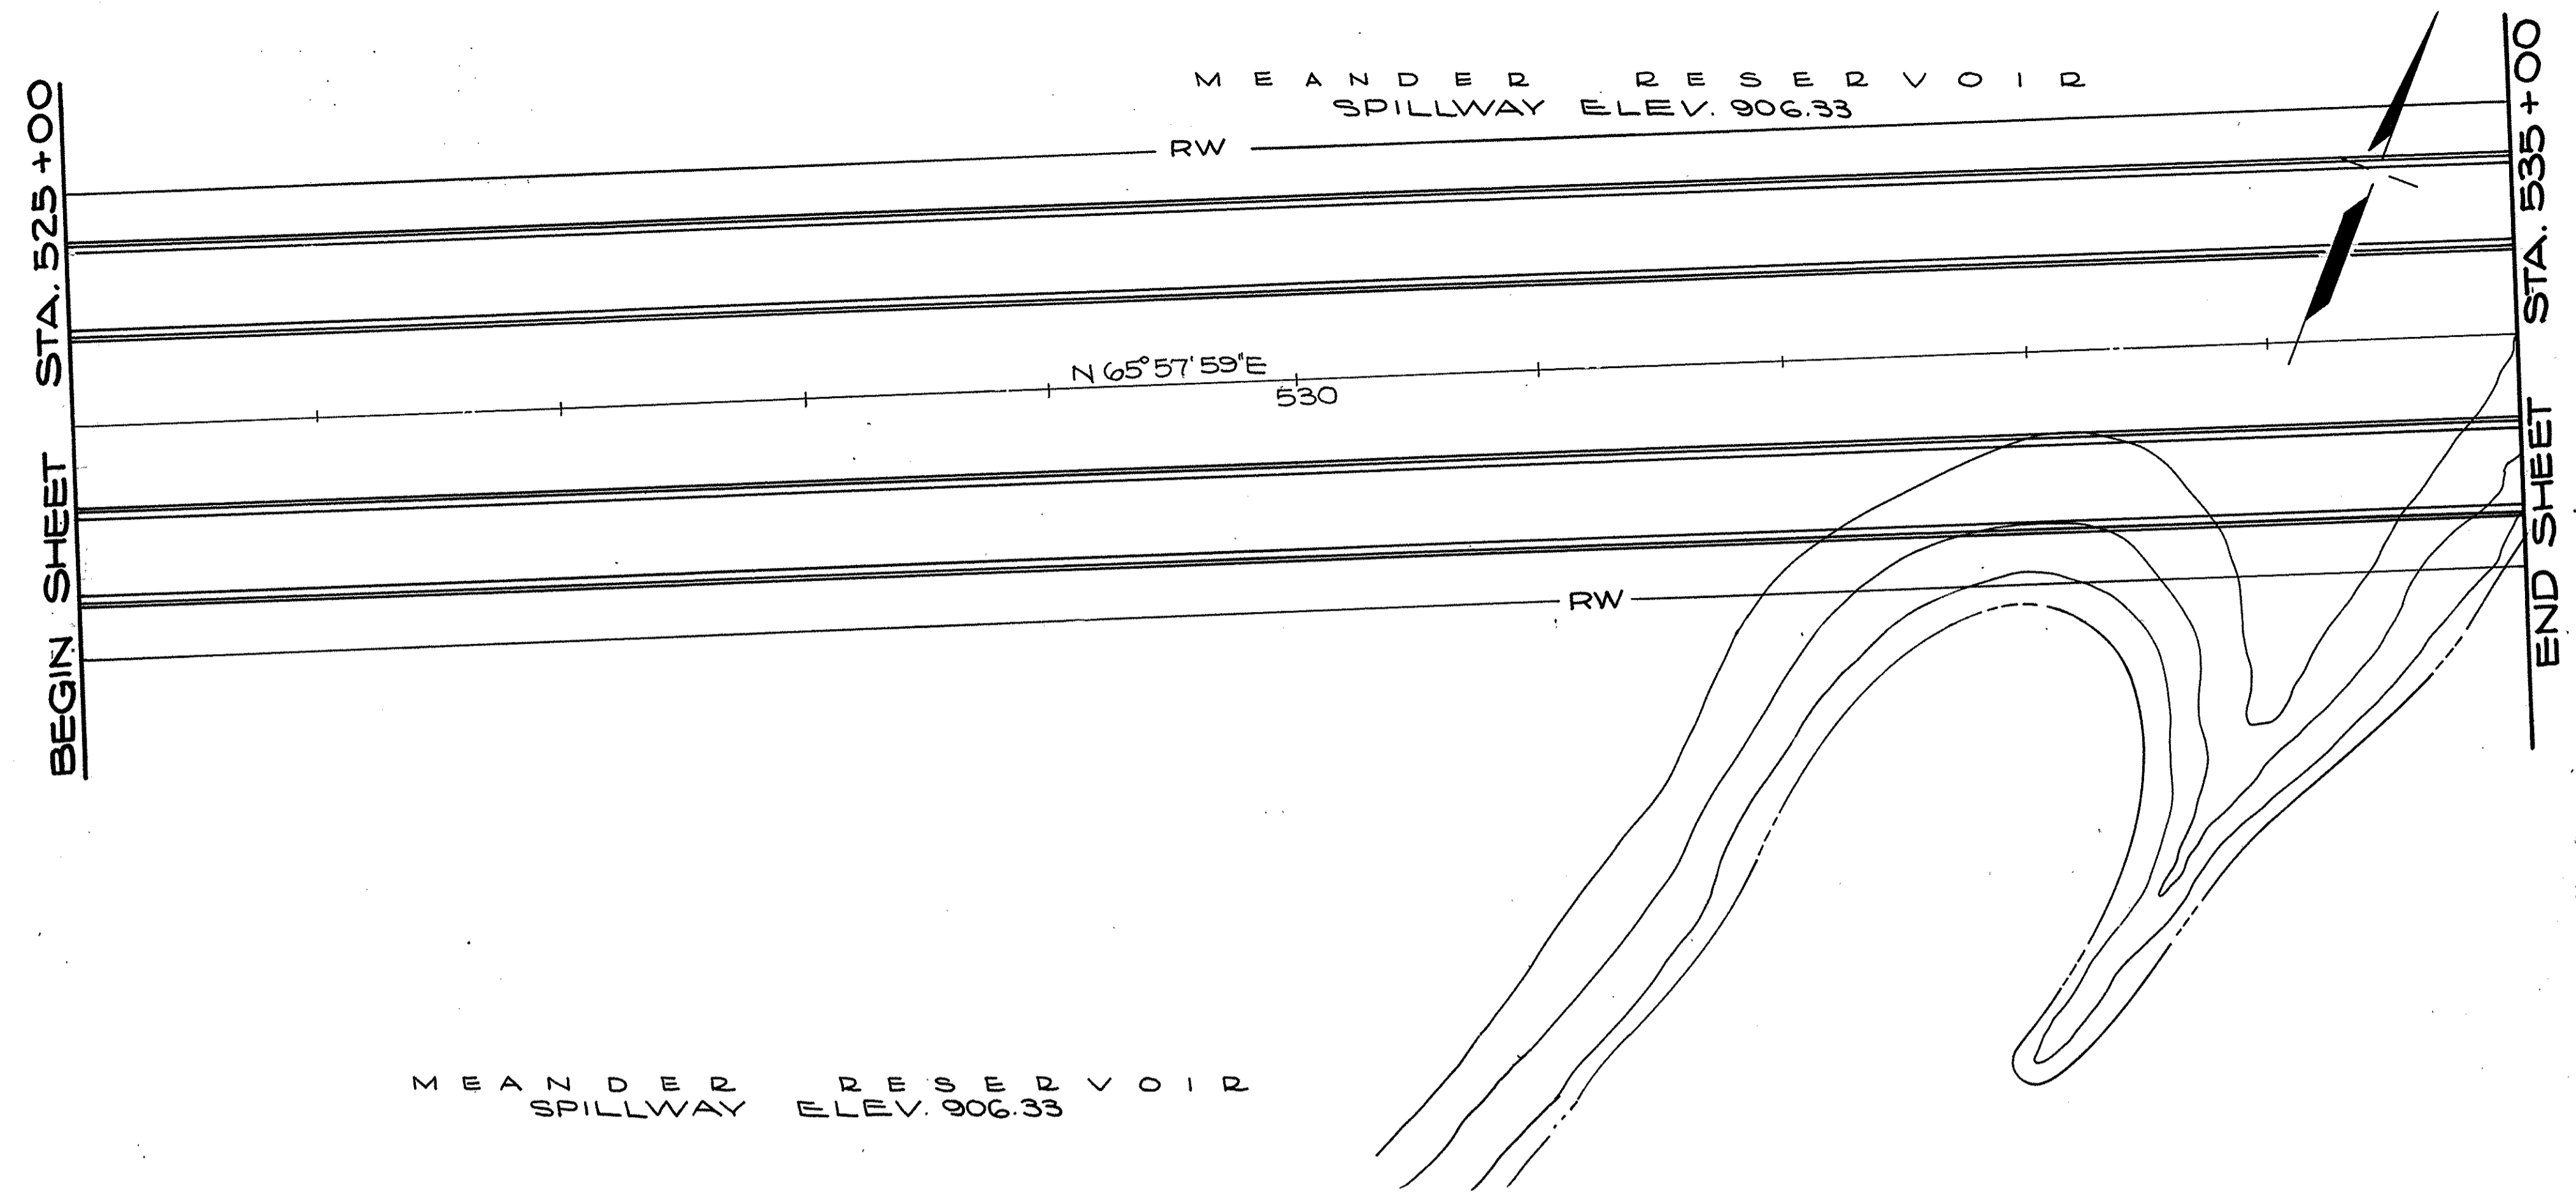 BEGIN SHEET STA. 525+00
MEANDER RESERVOIR
SPILLWAY ELEV. 906.33
RW
N 65°57'59"E
530
RW
MEANDER RESERVOIR
SPILLWAY ELEV. 906.33
END SHEET STA. 535+00